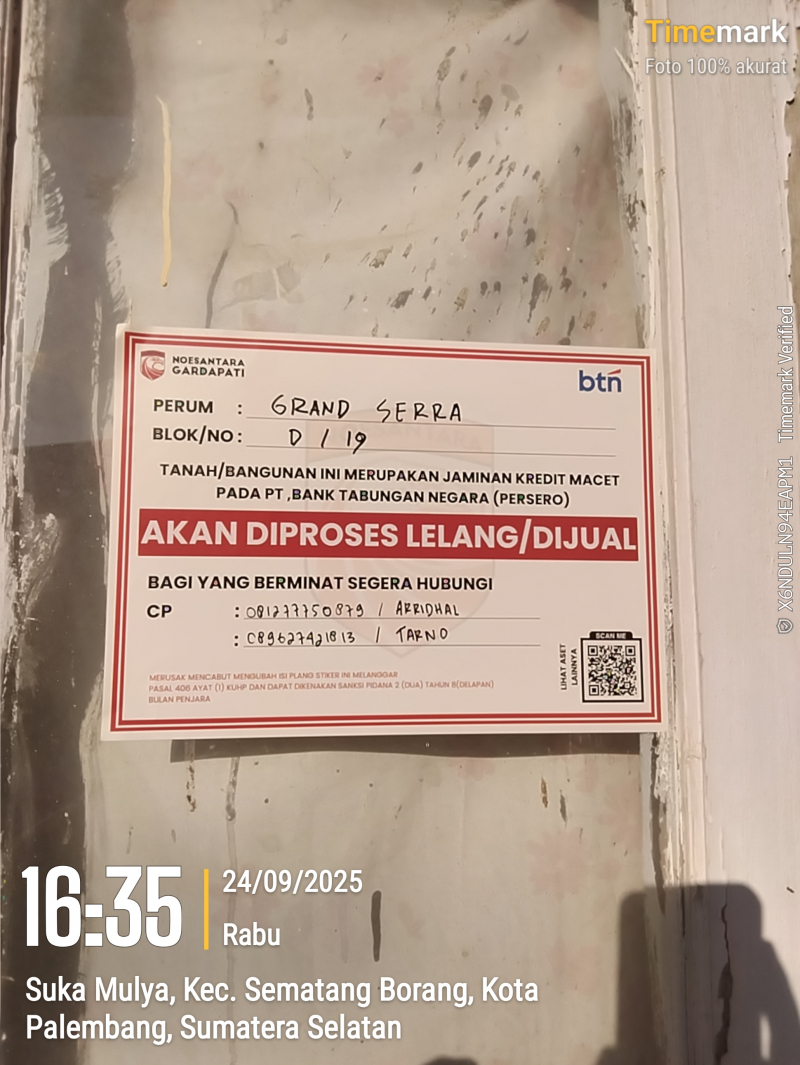 Timemark
Foto 100% akurat
NOESANTARA
GARDAPATI
btn
PERUM : GRAND SERRA
BLOK/NO : D / 19
TANAH/BANGUNAN INI MERUPAKAN JAMINAN KREDIT MACET
PADA PT ,BANK TABUNGAN NEGARA (PERSERO)
AKAN DIPROSES LELANG/DIJUAL
BAGI YANG BERMINAT SEGERA HUBUNGI
CP : 081277750879 / ARRIDHAL
: 089627421813 / TARNO
SCAN ME
LIHAT ASET
LAINNYA
MERUSAK MENCABUT MENGUBAH ISI PLANG STIKER INI MELANGGAR
PASAL 406 AYAT (1) KUHP DAN DAPAT DIKENAKAN SANKSI PIDANA 2 (DUA) TAHUN 8(DELAPAN)
BULAN PENJARA
X6NDULN94EAPM1 Timemark Verified
16:35
24/09/2025
Rabu
Suka Mulya, Kec. Sematang Borang, Kota
Palembang, Sumatera Selatan